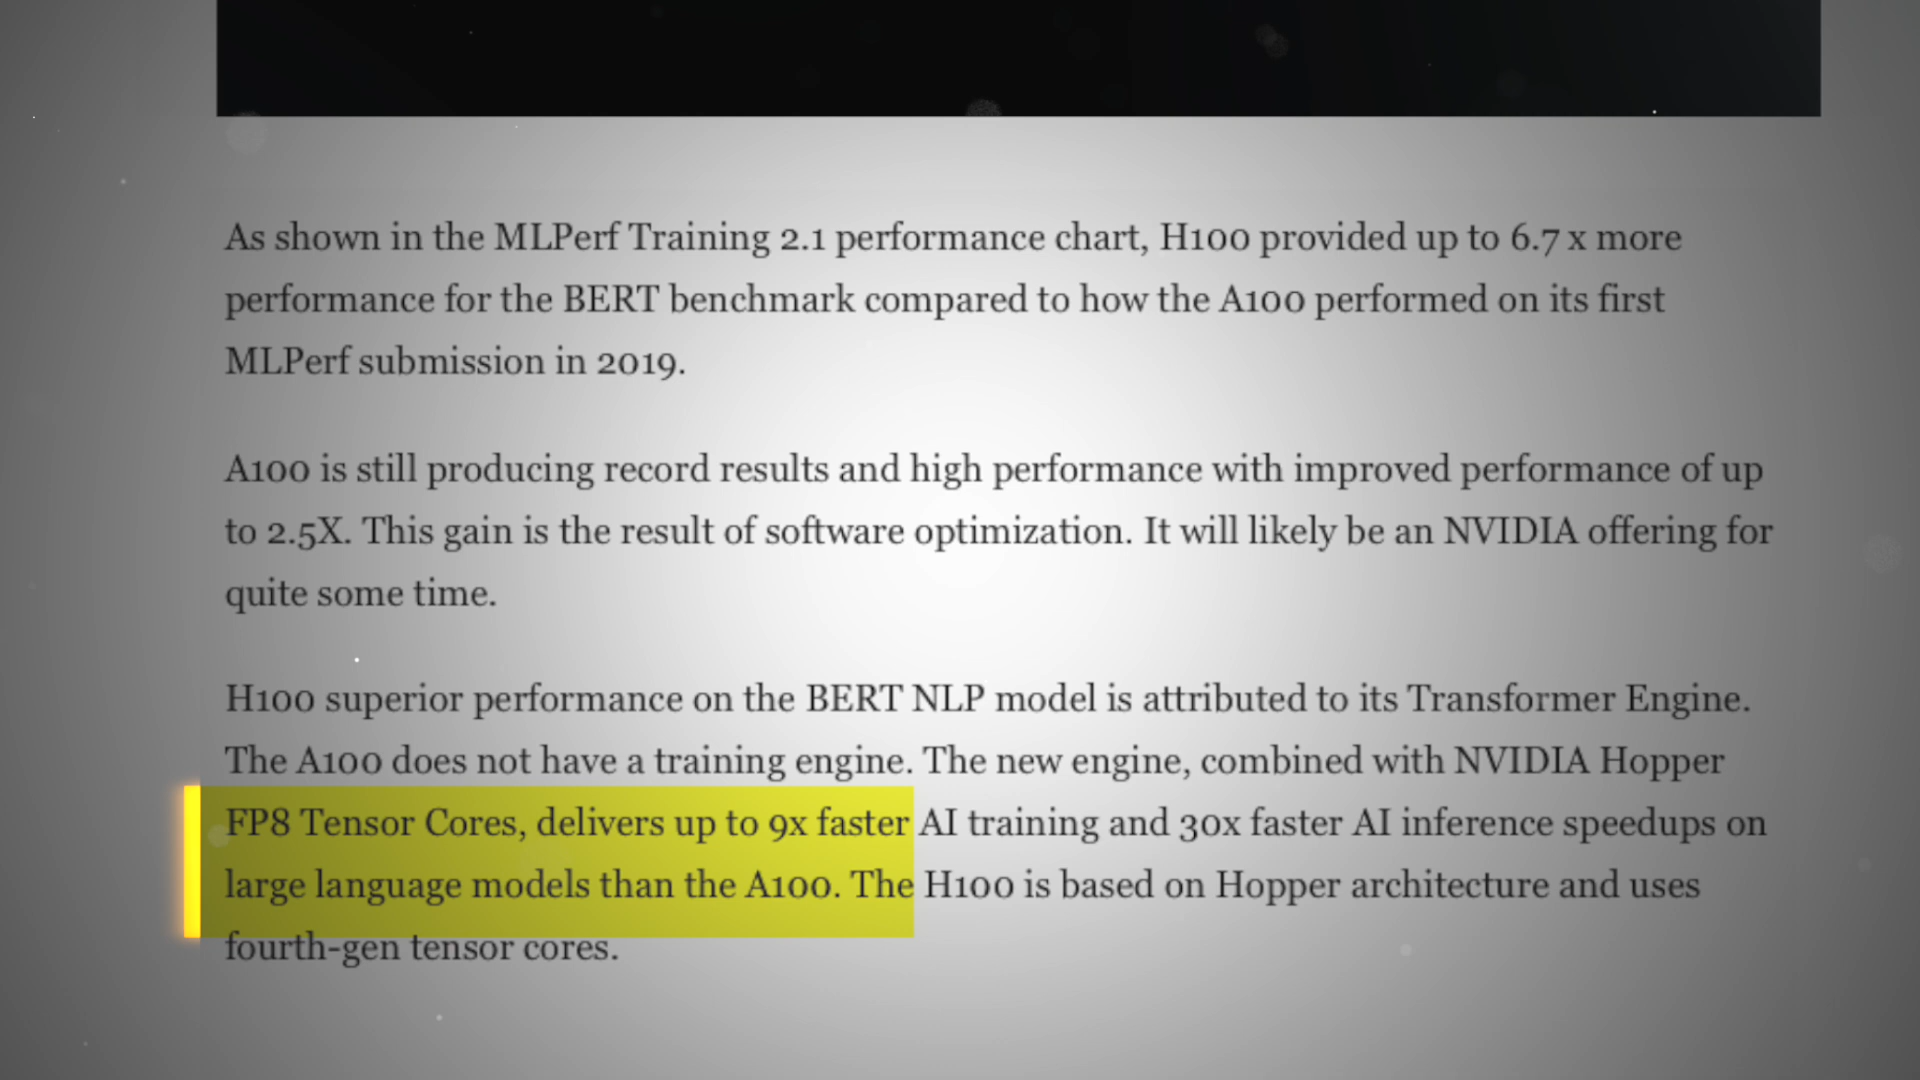 As shown in the MLPerf Training 2.1 performance chart, H100 provided up to 6.7 x more
performance for the BERT benchmark compared to how the A100 performed on its first
MLPerf submission in 2019.
A100 is still producing record results and high performance with improved performance of up
to 2.5X. This gain is the result of software optimization. It will likely be an NVIDIA offering for
quite some time.
H100 superior performance on the BERT NLP model is attributed to its Transformer Engine.
The A100 does not have a training engine. The new engine, combined with NVIDIA Hopper
FP8 Tensor Cores, delivers up to 9x faster AI training and 30x faster AI inference speedups on
large language models than the A100. The H100 is based on Hopper architecture and uses
fourth-gen tensor cores.